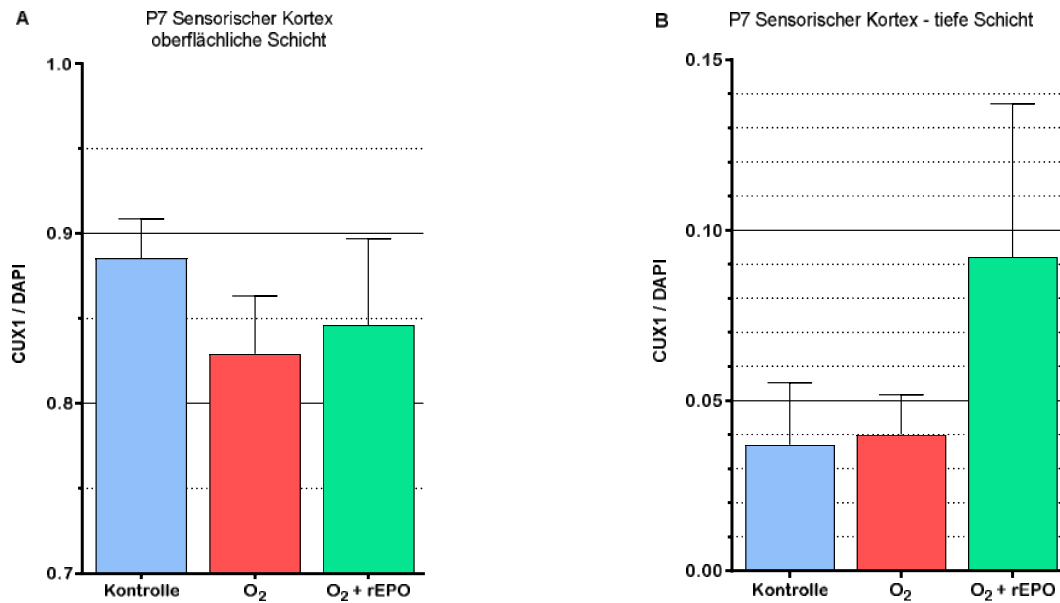 A
P7 Sensorischer Kortex
oberflächliche Schicht
1.0
0.9
0.8
0.7
CUX1 / DAPI
Kontrolle
O2
O2 + rEPO
B
P7 Sensorischer Kortex - tiefe Schicht
0.15
0.10
0.05
0.00
CUX1 / DAPI
Kontrolle
O2
O2 + rEPO